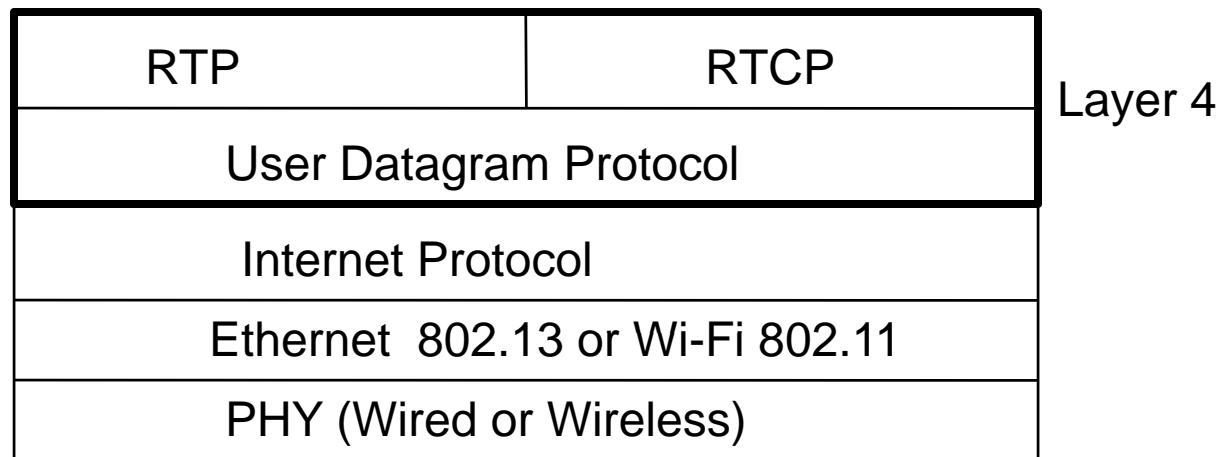 RTP RTCP
Layer 4
User Datagram Protocol
Internet Protocol
Ethernet 802.13 or Wi-Fi 802.11
PHY (Wired or Wireless)